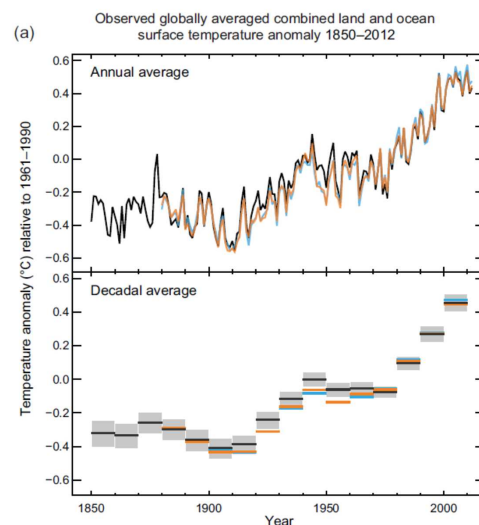 Observed globally averaged combined land and ocean
(a) surface temperature anomaly 1850–2012
0.6
Annual average
0.4
0.2
0.0
−0.2
−0.4
−0.6
Temperature anomaly (°C) relative to 1961–1990
0.6
Decadal average
0.4
0.2
0.0
−0.2
−0.4
−0.6
1850 1900 1950 2000
Year